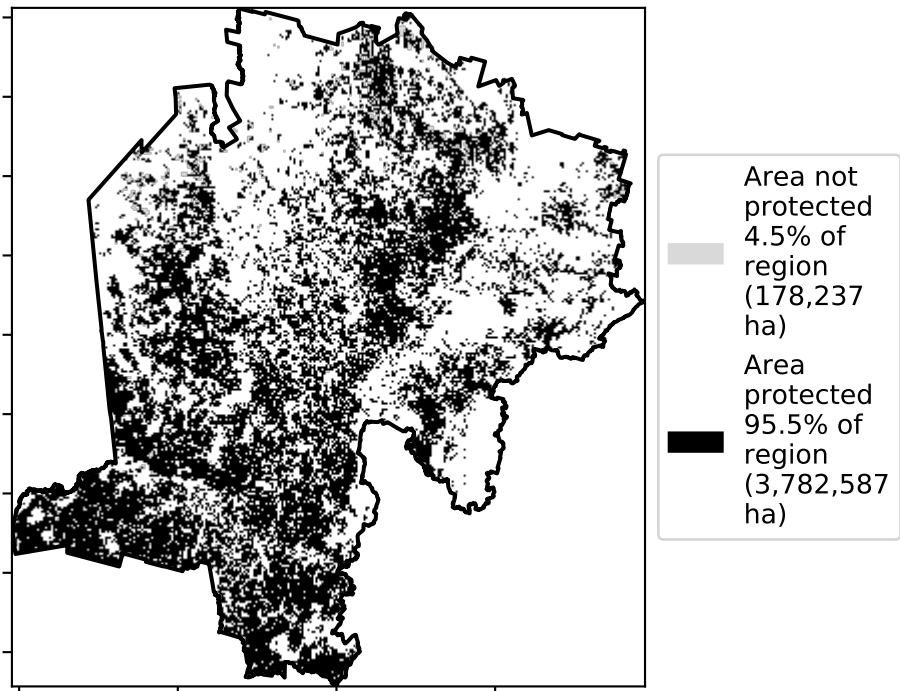 Area not
protected
4.5% of
region
(178,237
ha)
Area
protected
95.5% of
region
(3,782,587
ha)